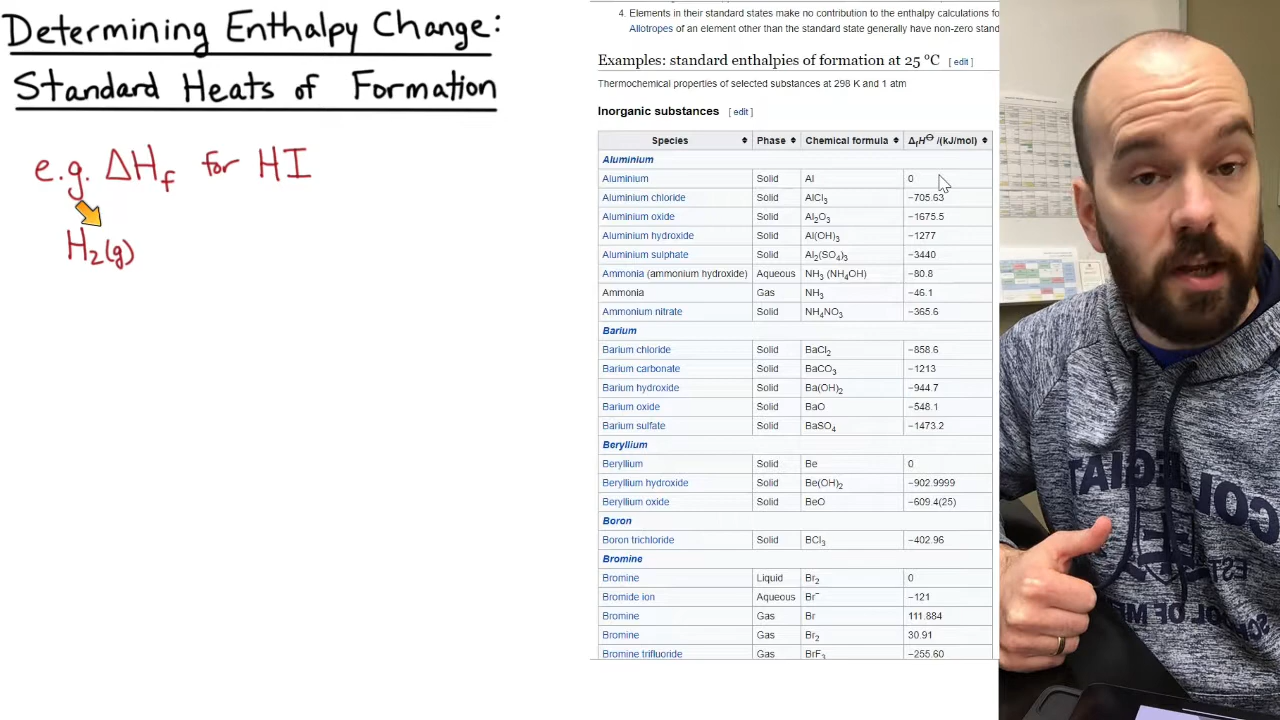 Determining Enthalpy Change:
Standard Heats of Formation
e.g. ΔHf for HI
H2(g)
4. Elements in their standard states make no contribution to the enthalpy calculations fo
Allotropes of an element other than the standard state generally have non-zero stand
Examples: standard enthalpies of formation at 25 °C [ edit ]
Thermochemical properties of selected substances at 298 K and 1 atm
Inorganic substances [ edit ]
Species Phase Chemical formula ΔfH⦵ /(kJ/mol)
Aluminium
Aluminium Solid Al 0
Aluminium chloride Solid AlCl3 −705.63
Aluminium oxide Solid Al2O3 −1675.5
Aluminium hydroxide Solid Al(OH)3 −1277
Aluminium sulphate Solid Al2(SO4)3 −3440
Ammonia (ammonium hydroxide) Aqueous NH3 (NH4OH) −80.8
Ammonia Gas NH3 −46.1
Ammonium nitrate Solid NH4NO3 −365.6
Barium
Barium chloride Solid BaCl2 −858.6
Barium carbonate Solid BaCO3 −1213
Barium hydroxide Solid Ba(OH)2 −944.7
Barium oxide Solid BaO −548.1
Barium sulfate Solid BaSO4 −1473.2
Beryllium
Beryllium Solid Be 0
Beryllium hydroxide Solid Be(OH)2 −902.9999
Beryllium oxide Solid BeO −609.4(25)
Boron
Boron trichloride Solid BCl3 −402.96
Bromine
Bromine Liquid Br2 0
Bromide ion Aqueous Br− −121
Bromine Gas Br 111.884
Bromine Gas Br2 30.91
Bromine trifluoride Gas BrF3 −255.60